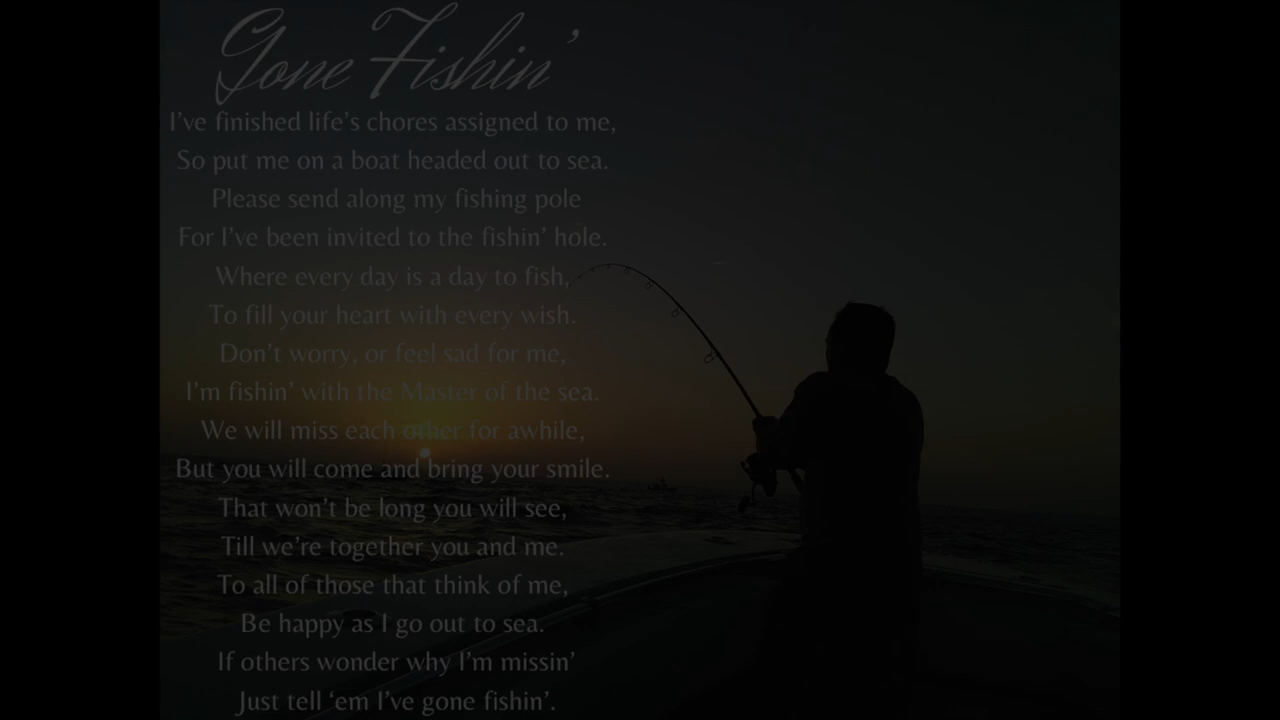 Gone Fishin’
I’ve finished life’s chores assigned to me,
So put me on a boat headed out to sea.
Please send along my fishing pole
For I’ve been invited to the fishin’ hole.
Where every day is a day to fish,
To fill your heart with every wish.
Don’t worry, or feel sad for me,
I’m fishin’ with the Master of the sea.
We will miss each other for awhile,
But you will come and bring your smile.
That won’t be long you will see,
Till we’re together you and me.
To all of those that think of me,
Be happy as I go out to sea.
If others wonder why I’m missin’
Just tell ‘em I’ve gone fishin’.